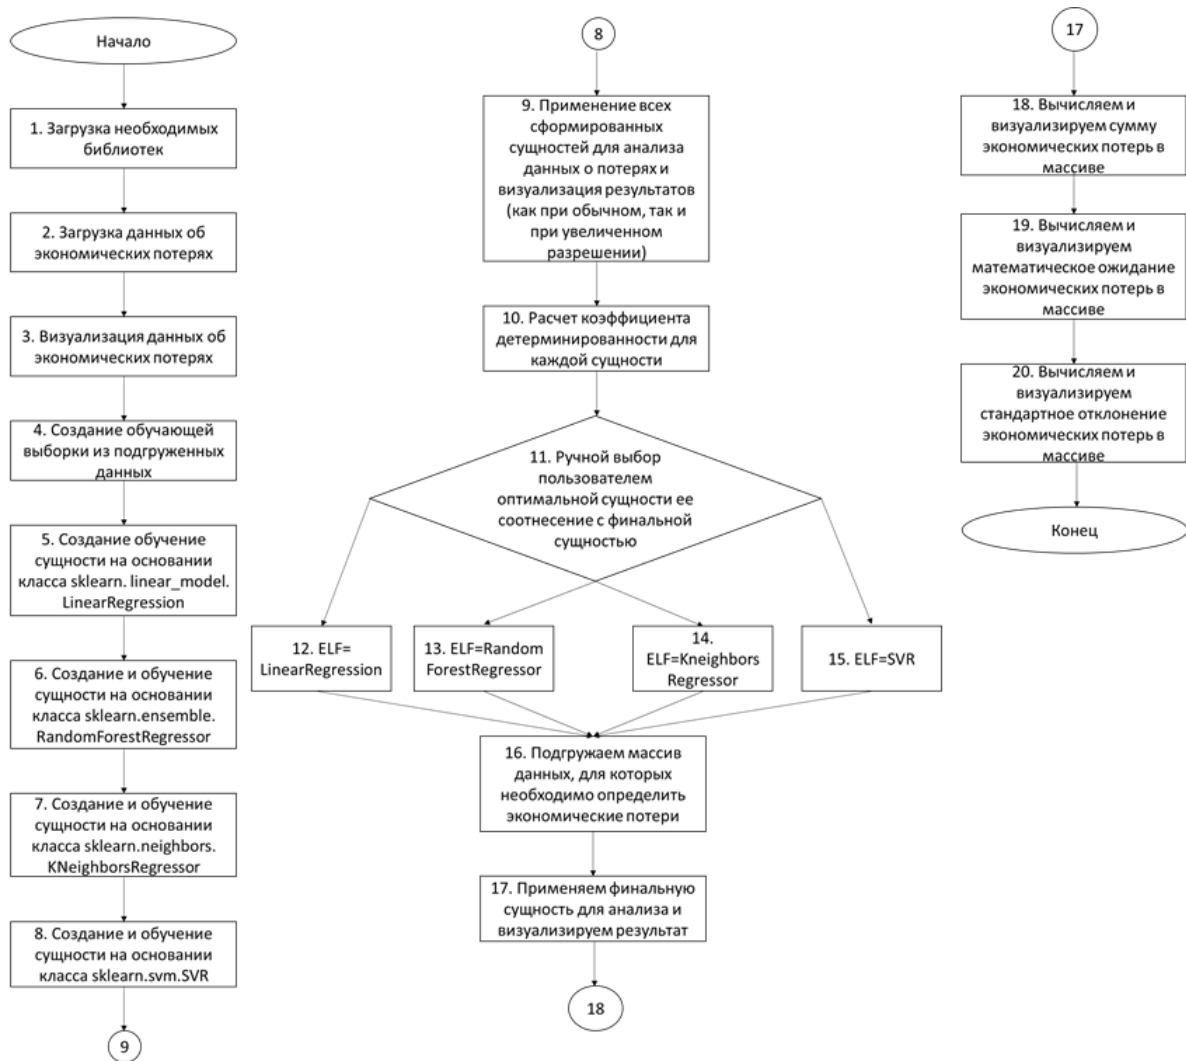 Начало
1. Загрузка необходимых
библиотек
2. Загрузка данных об
экономических потерях
3. Визуализация данных об
экономических потерях
4. Создание обучающей
выборки из подгруженных
данных
5. Создание обучение
сущности на основании
класса sklearn. linear_model.
LinearRegression
6. Создание и обучение
сущности на основании
класса sklearn.ensemble.
RandomForestRegressor
7. Создание и обучение
сущности на основании
класса sklearn.neighbors.
KNeighborsRegressor
8. Создание и обучение
сущности на основании
класса sklearn.svm.SVR
9
8
9. Применение всех
сформированных
сущностей для анализа
данных о потерях и
визуализация результатов
(как при обычном, так и
при увеличенном
разрешении)
10. Расчет коэффициента
детерминированности для
каждой сущности
11. Ручной выбор
пользователем
оптимальной сущности ее
соотнесение с финальной
сущностью
12. ELF=
LinearRegression
13. ELF=Random
ForestRegressor
14.
ELF=Kneighbors
Regressor
15. ELF=SVR
16. Подгружаем массив
данных, для которых
необходимо определить
экономические потери
17. Применяем финальную
сущность для анализа и
визуализируем результат
18
17
18. Вычисляем и
визуализируем сумму
экономических потерь в
массиве
19. Вычисляем и
визуализируем
математическое ожидание
экономических потерь в
массиве
20. Вычисляем и
визуализируем
стандартное отклонение
экономических потерь в
массиве
Конец